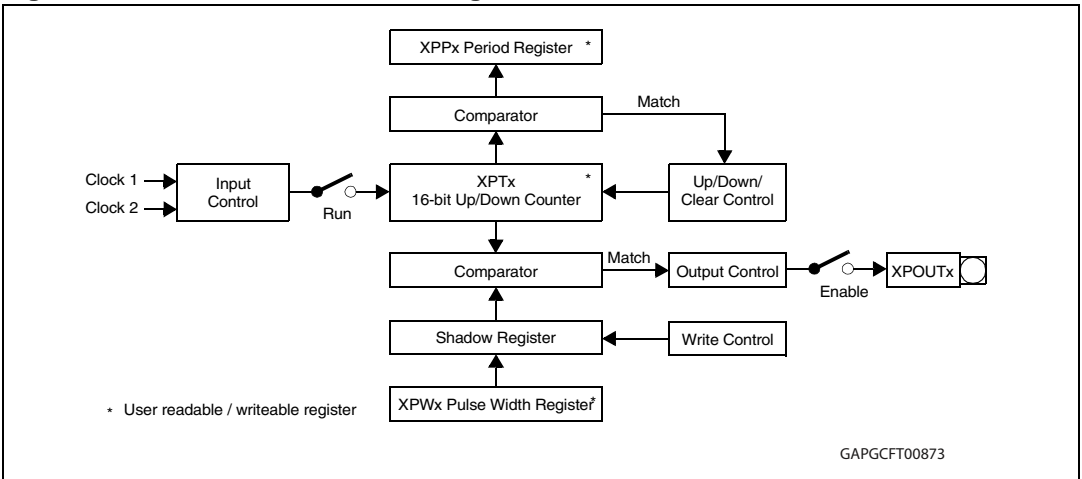 XPPx Period Register *
Comparator
Match
Clock 1
Clock 2
Input
Control
Run
XPTx *
16-bit Up/Down Counter
Up/Down/
Clear Control
Comparator
Match
Output Control
Enable
XPOUTx
Shadow Register
Write Control
XPWx Pulse Width Register*
* User readable / writeable register
GAPGCFT00873